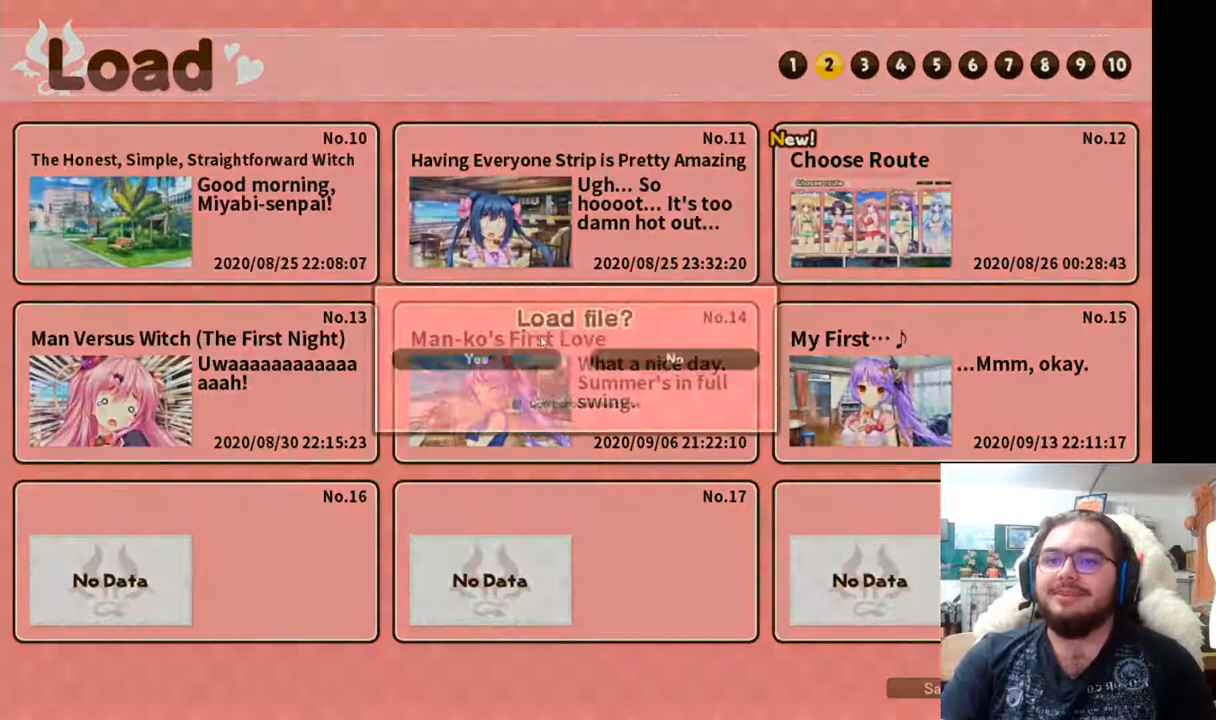 Load
1 2 3 4 5 6 7 8 9 10
No.10
The Honest, Simple, Straightforward Witch
Good morning,
Miyabi-senpai!
2020/08/25 22:08:07
No.11
Having Everyone Strip is Pretty Amazing
Ugh... So
hoooot... It's too
damn hot out...
2020/08/25 23:32:20
New!
No.12
Choose Route
Choose route
2020/08/26 00:28:43
No.13
Man Versus Witch (The First Night)
Uwaaaaaaaaaaaa
aaah!
2020/08/30 22:15:23
Load file?
Yes
No
No.14
Man-ko's First Love
What a nice day.
Summer's in full
swing.
2020/09/06 21:22:10
No.15
My First… ♪
...Mmm, okay.
2020/09/13 22:11:17
No.16
No Data
No.17
No Data
No Data
Sa